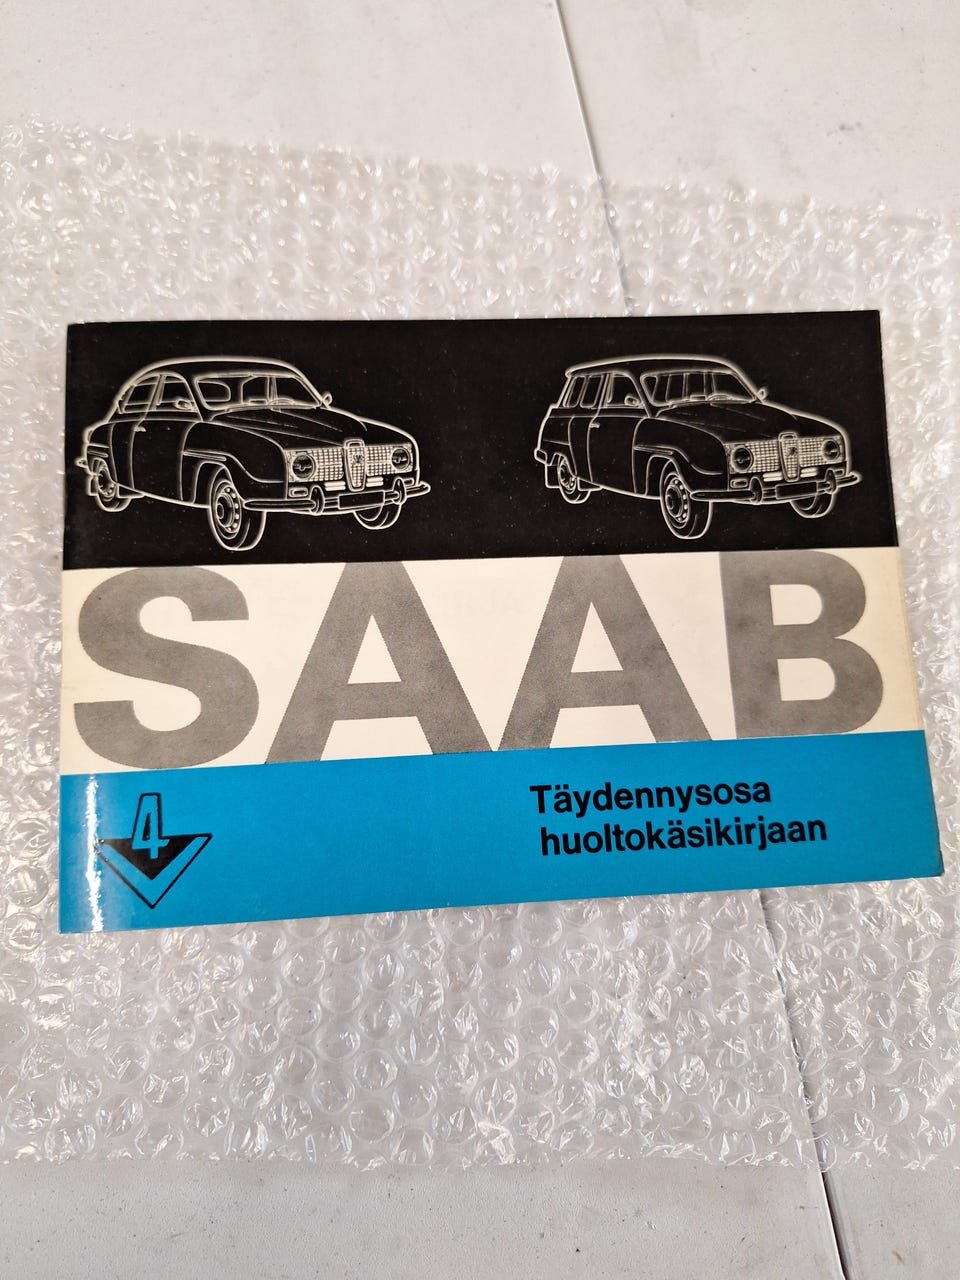 SAAB
Täydennysosa
huoltokäsikirjaan
4